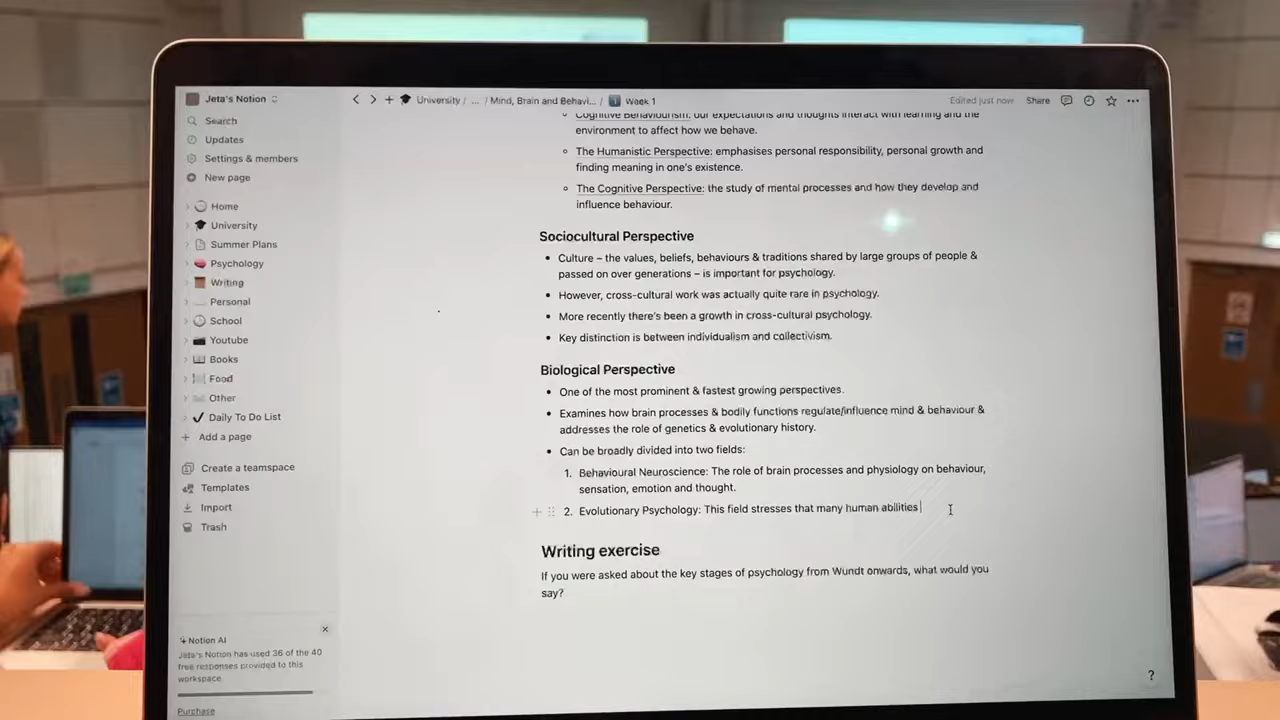 Jeta's Notion
Search
Updates
Settings & members
New page
Home
University
Summer Plans
Psychology
Writing
Personal
School
Youtube
Books
Food
Other
Daily To Do List
Add a page
Create a teamspace
Templates
Import
Trash
Notion AI
Jeta's Notion has used 36 of the 40
free responses provided to this
workspace.
Purchase
University / ... / Mind, Brain and Behavi... / Week 1
Edited just now Share
Cognitive Behaviourism: our expectations and thoughts interact with learning and the
environment to affect how we behave.
The Humanistic Perspective: emphasises personal responsibility, personal growth and
finding meaning in one's existence.
The Cognitive Perspective: the study of mental processes and how they develop and
influence behaviour.
Sociocultural Perspective
• Culture – the values, beliefs, behaviours & traditions shared by large groups of people &
passed on over generations – is important for psychology.
• However, cross-cultural work was actually quite rare in psychology.
• More recently there's been a growth in cross-cultural psychology.
• Key distinction is between individualism and collectivism.
Biological Perspective
• One of the most prominent & fastest growing perspectives.
• Examines how brain processes & bodily functions regulate/influence mind & behaviour &
addresses the role of genetics & evolutionary history.
• Can be broadly divided into two fields:
1. Behavioural Neuroscience: The role of brain processes and physiology on behaviour,
sensation, emotion and thought.
2. Evolutionary Psychology: This field stresses that many human abilities
Writing exercise
If you were asked about the key stages of psychology from Wundt onwards, what would you
say?
?